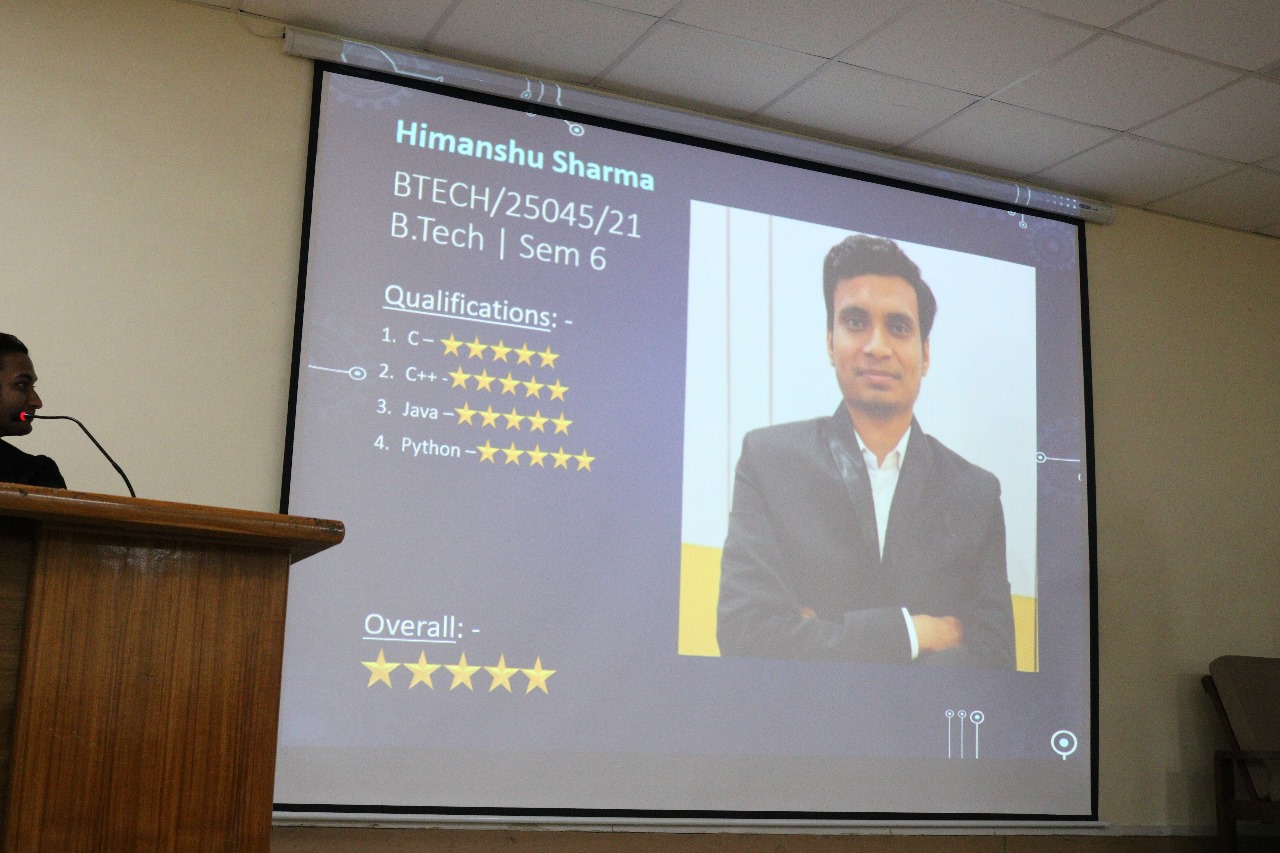 Himanshu Sharma
BTECH/25045/21
B.Tech | Sem 6
Qualifications: -
1. C – ★★★★★
2. C++ -★★★★★
3. Java –★★★★★
4. Python –★★★★★
Overall: -
★★★★★